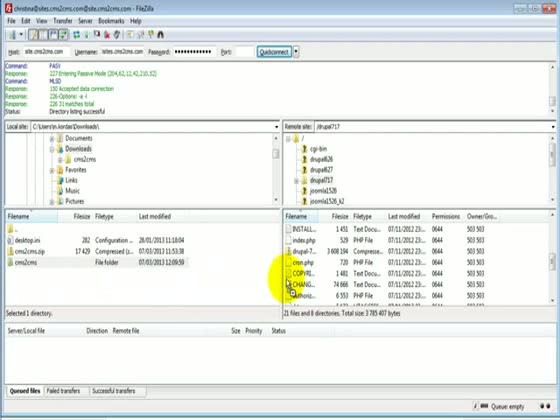 christina@sites.cms2cms.com - FileZilla
File Edit View Transfer Server Bookmarks Help
Host: site.cms2cms.com Username: sites.cms2cms.com Password: •••••••••••• Port: Quickconnect
Command: PASV
Response: 227 Entering Passive Mode (204,62,12,42,210,52)
Command: MLSD
Response: 150 Accepted data connection
Response: 226-Options: -a -l
Response: 226 31 matches total
Status: Directory listing successful
Local site: C:\Users\m.kordas\Downloads\
Remote site: /drupal717
Documents
Downloads
cms2cms
Favorites
Links
Music
Pictures
/
cgi-bin
drupal626
drupal627
drupal717
joomla1526
joomla1526_k2
Filename Filesize Filetype Last modified
..
desktop.ini 282 Configuration ... 28/01/2013 11:18:04
cms2cms.zip 17 429 Compressed (... 07/03/2013 11:53:38
cms2cms File folder 07/03/2013 12:09:59
Selected 1 directory.
Filename Filesize Filetype Last modified Permissions Owner/Gro...
INSTALL... 1 451 Text Docu... 07/11/2012 2... 0644 503 503
index.php 529 PHP File 07/11/2012 2... 0644 503 503
drupal-7... 3 608 194 Compresse... 07/11/2012 2... 0644 503 503
cron.php 720 PHP File 07/11/2012 2... 0644 503 503
COPYRI... 1 481 Text Docu... 07/11/2012 2... 0644 503 503
CHANG... 74 666 Text Docu... 07/11/2012 2... 0644 503 503
authoriz... 6 553 PHP File 07/11/2012 2... 0644 503 503
21 files and 8 directories. Total size: 3 785 407 bytes
Server/Local file Direction Remote file Size Priority Status
Queued files Failed transfers Successful transfers
Queue: empty